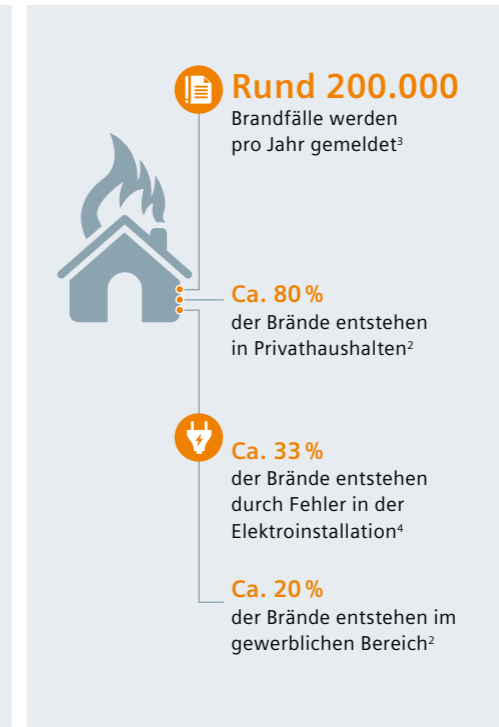 Rund 200.000
Brandfälle werden
pro Jahr gemeldet³
Ca. 80 %
der Brände entstehen
in Privathaushalten²
Ca. 33 %
der Brände entstehen
durch Fehler in der
Elektroinstallation⁴
Ca. 20 %
der Brände entstehen im
gewerblichen Bereich²